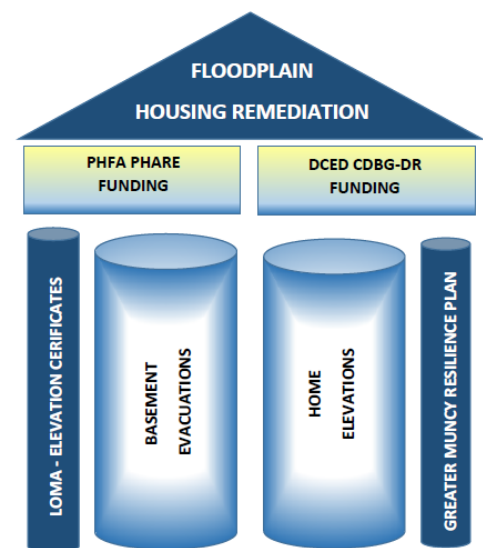 FLOODPLAIN
HOUSING REMEDIATION
PHFA PHARE
FUNDING
DCED CDBG-DR
FUNDING
LOMA - ELEVATION CERIFICATES
BASEMENT
EVACUATIONS
HOME
ELEVATIONS
GREATER MUNCY RESILIENCE PLAN